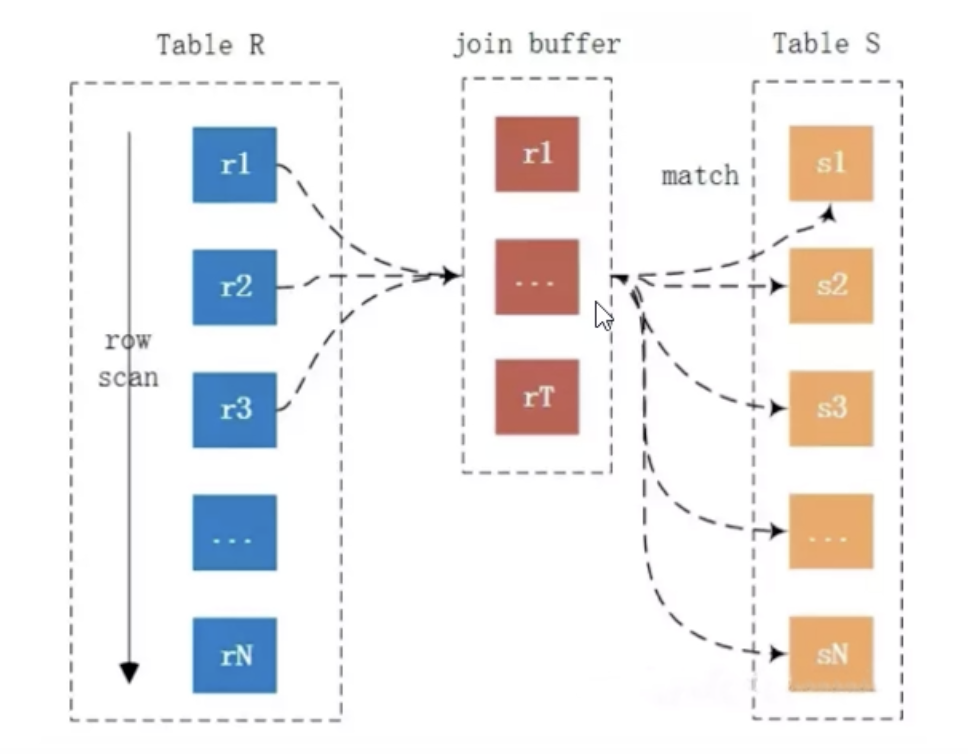 Table R
join buffer
Table S
r1
r2
r3
...
rN
row
scan
r1
...
rT
match
s1
s2
s3
...
sN